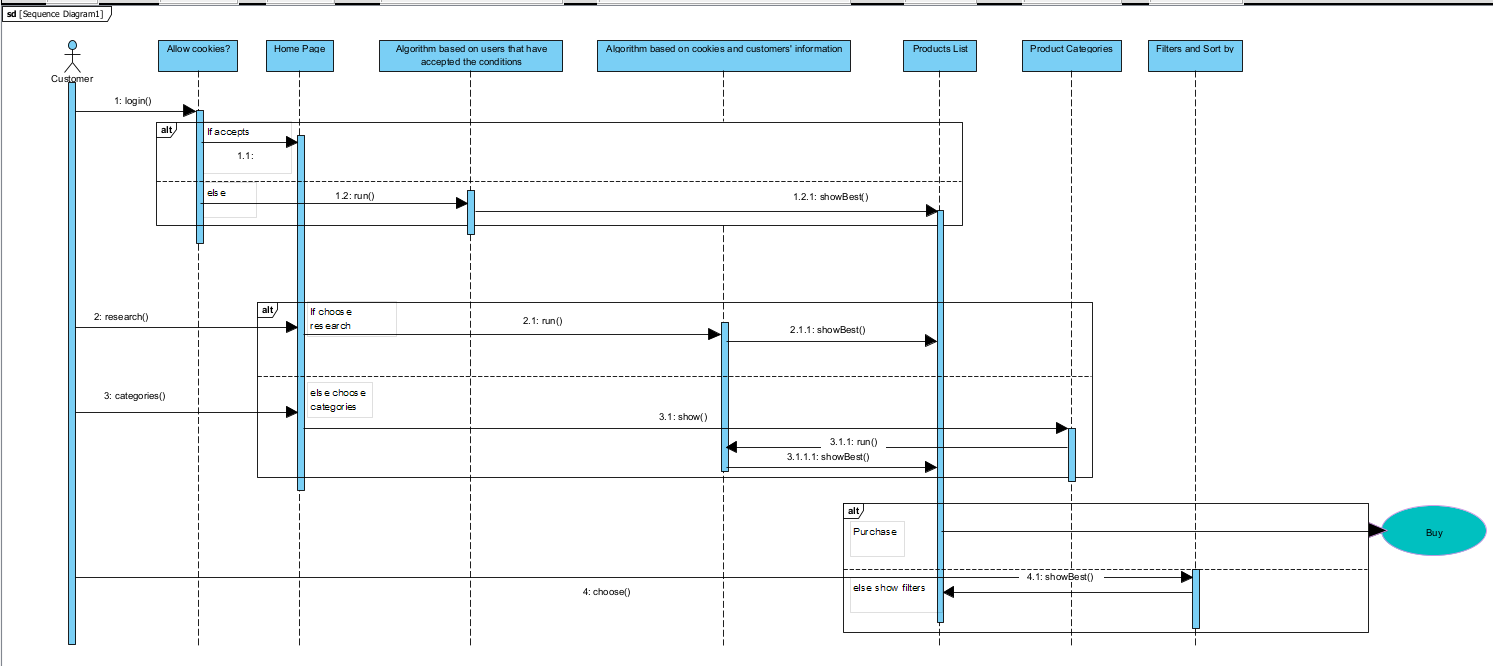 sd [Sequence Diagram1]
Customer
Allow cookies?
Home Page
Algorithm based on users that have
accepted the conditions
Algorithm based on cookies and customers' information
Products List
Product Categories
Filters and Sort by
1: login()
alt
If accepts
1.1:
else
1.2: run()
1.2.1: showBest()
alt
If choose
research
2: research()
2.1: run()
2.1.1: showBest()
else choose
categories
3: categories()
3.1: show()
3.1.1: run()
3.1.1.1: showBest()
alt
Purchase
Buy
4.1: showBest()
else show filters
4: choose()